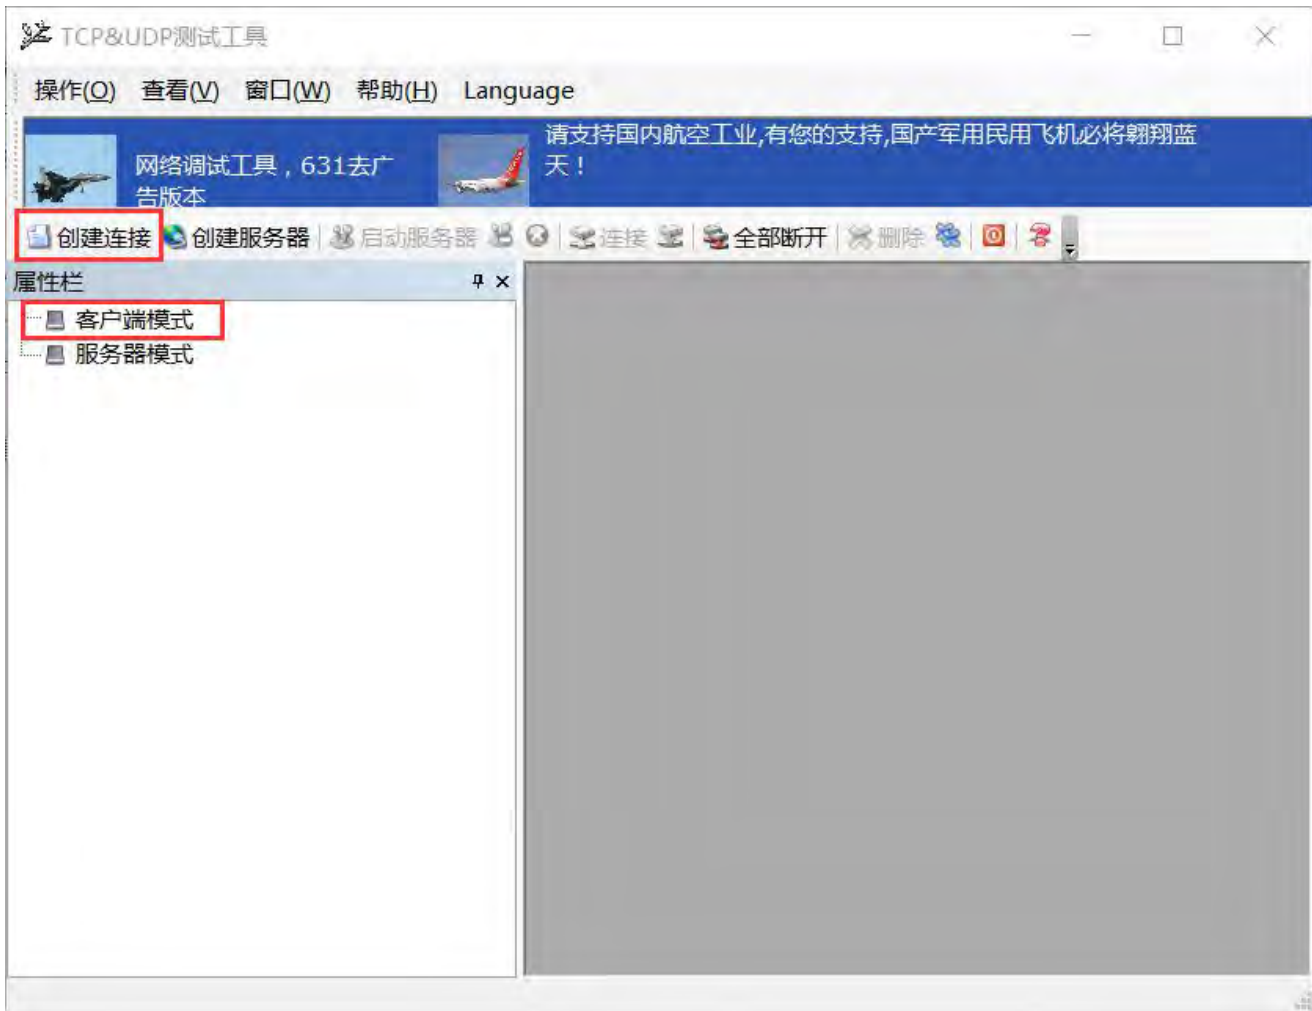 TCP&UDP测试工具
操作(O) 查看(V) 窗口(W) 帮助(H) Language
网络调试工具，631去广
告版本
请支持国内航空工业,有您的支持,国产军用民用飞机必将翱翔蓝
天！
创建连接 创建服务器 启动服务器 连接 全部断开 删除
属性栏
客户端模式
服务器模式